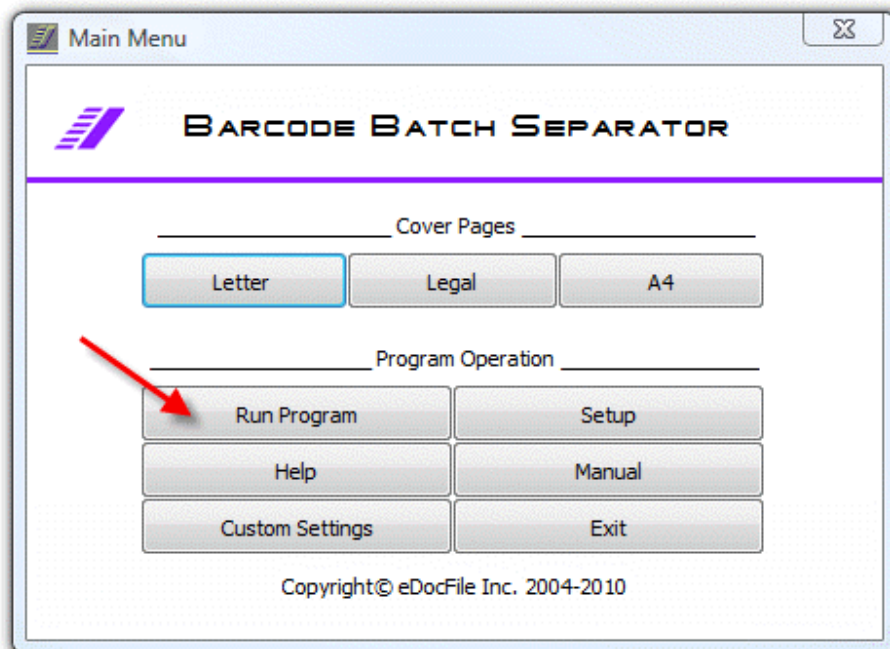 Main Menu
BARCODE BATCH SEPARATOR
Cover Pages
Letter Legal A4
Program Operation
Run Program Setup
Help Manual
Custom Settings Exit
Copyright© eDocFile Inc. 2004-2010